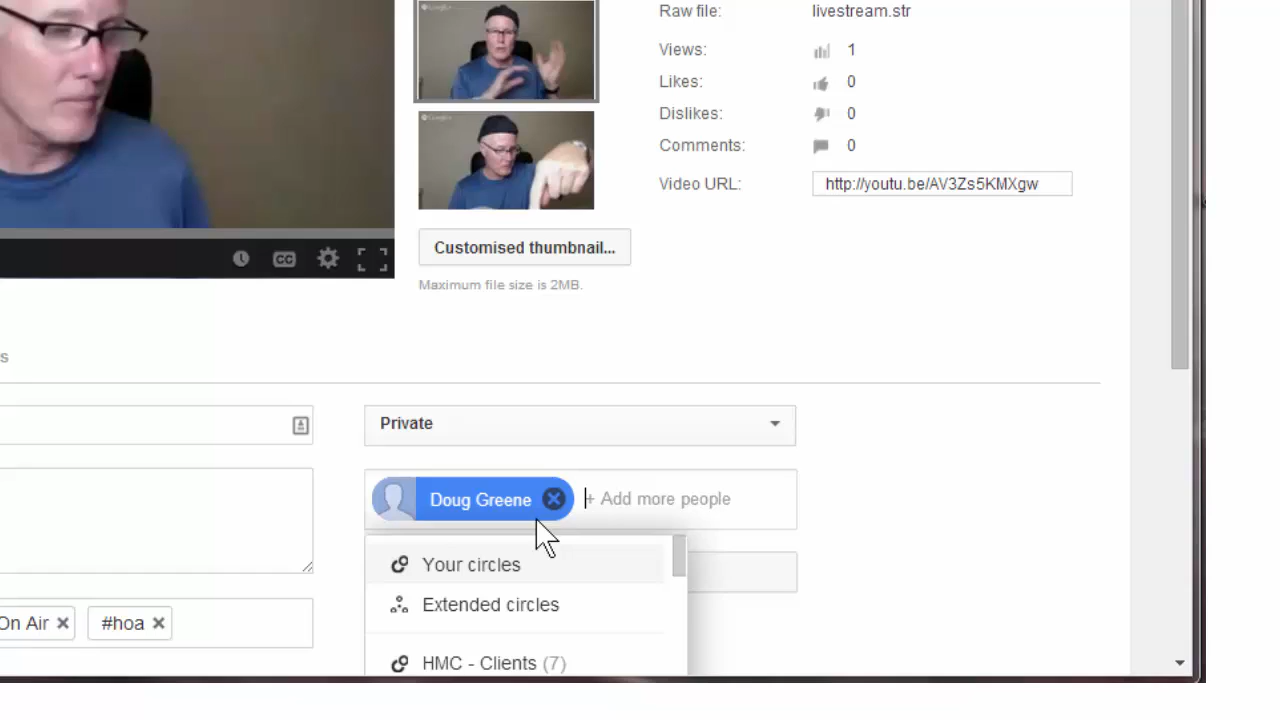 Raw file: livestream.str
Views: 1
Likes: 0
Dislikes: 0
Comments: 0
Video URL: http://youtu.be/AV3Zs5KMXgw
CC
Customised thumbnail...
Maximum file size is 2MB.
s
Private
Doug Greene + Add more people
Your circles
Extended circles
On Air #hoa
HMC - Clients (7)